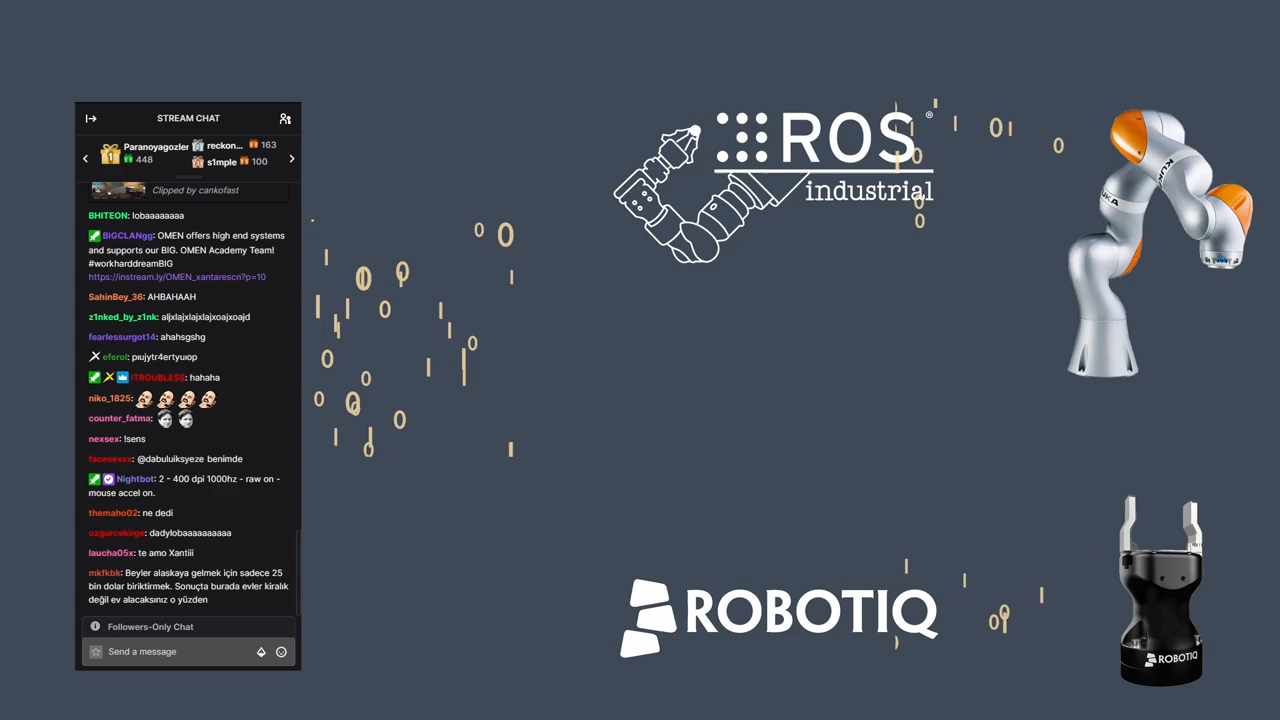 STREAM CHAT
Paranoyagozler
448
reckon... 163
s1mple 100
Clipped by cankofast
BHITEON: lobaaaaaaaa
BIGCLANgg: OMEN offers high end systems
and supports our BIG. OMEN Academy Team!
#workharddreamBIG
https://instream.ly/OMEN_xantarescn?p=10
SahinBey_36: AHBAHAAH
z1nked_by_z1nk: aljxlajxlajxlajxoajxoajd
fearlessurgot14: ahahsgshg
eferol: pıujytr4ertyuıop
ITROUBLESS: hahaha
niko_1825:
counter_fatma:
nexsex: !sens
facesexxx: @dabuluiksyeze benimde
Nightbot: 2 - 400 dpi 1000hz - raw on -
mouse accel on.
themaho02: ne dedi
ozgurcekirge: dadylobaaaaaaaaaa
laucha05x: te amo Xantiii
mkfkbk: Beyler alaskaya gelmek için sadece 25
bin dolar biriktirmek. Sonuçta burada evler kiralık
değil ev alacaksınız o yüzden
Followers-Only Chat
Send a message
ROS®
industrial
KUKA
KUKA
ROBOTIQ
ROBOTIQ